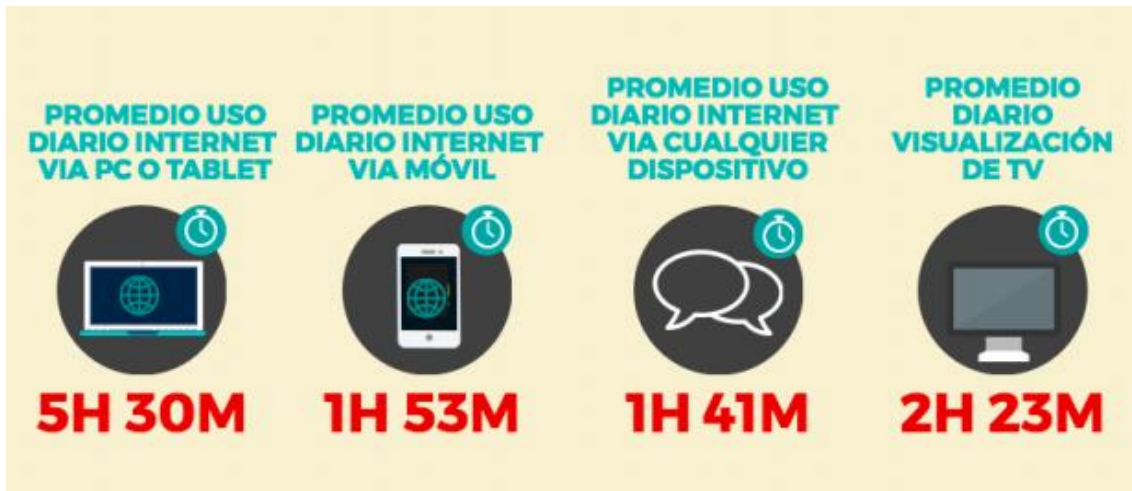 PROMEDIO USO
DIARIO INTERNET
VIA PC O TABLET
5H 30M
PROMEDIO USO
DIARIO INTERNET
VIA MÓVIL
1H 53M
PROMEDIO USO
DIARIO INTERNET
VIA CUALQUIER
DISPOSITIVO
1H 41M
PROMEDIO
DIARIO
VISUALIZACIÓN
DE TV
2H 23M